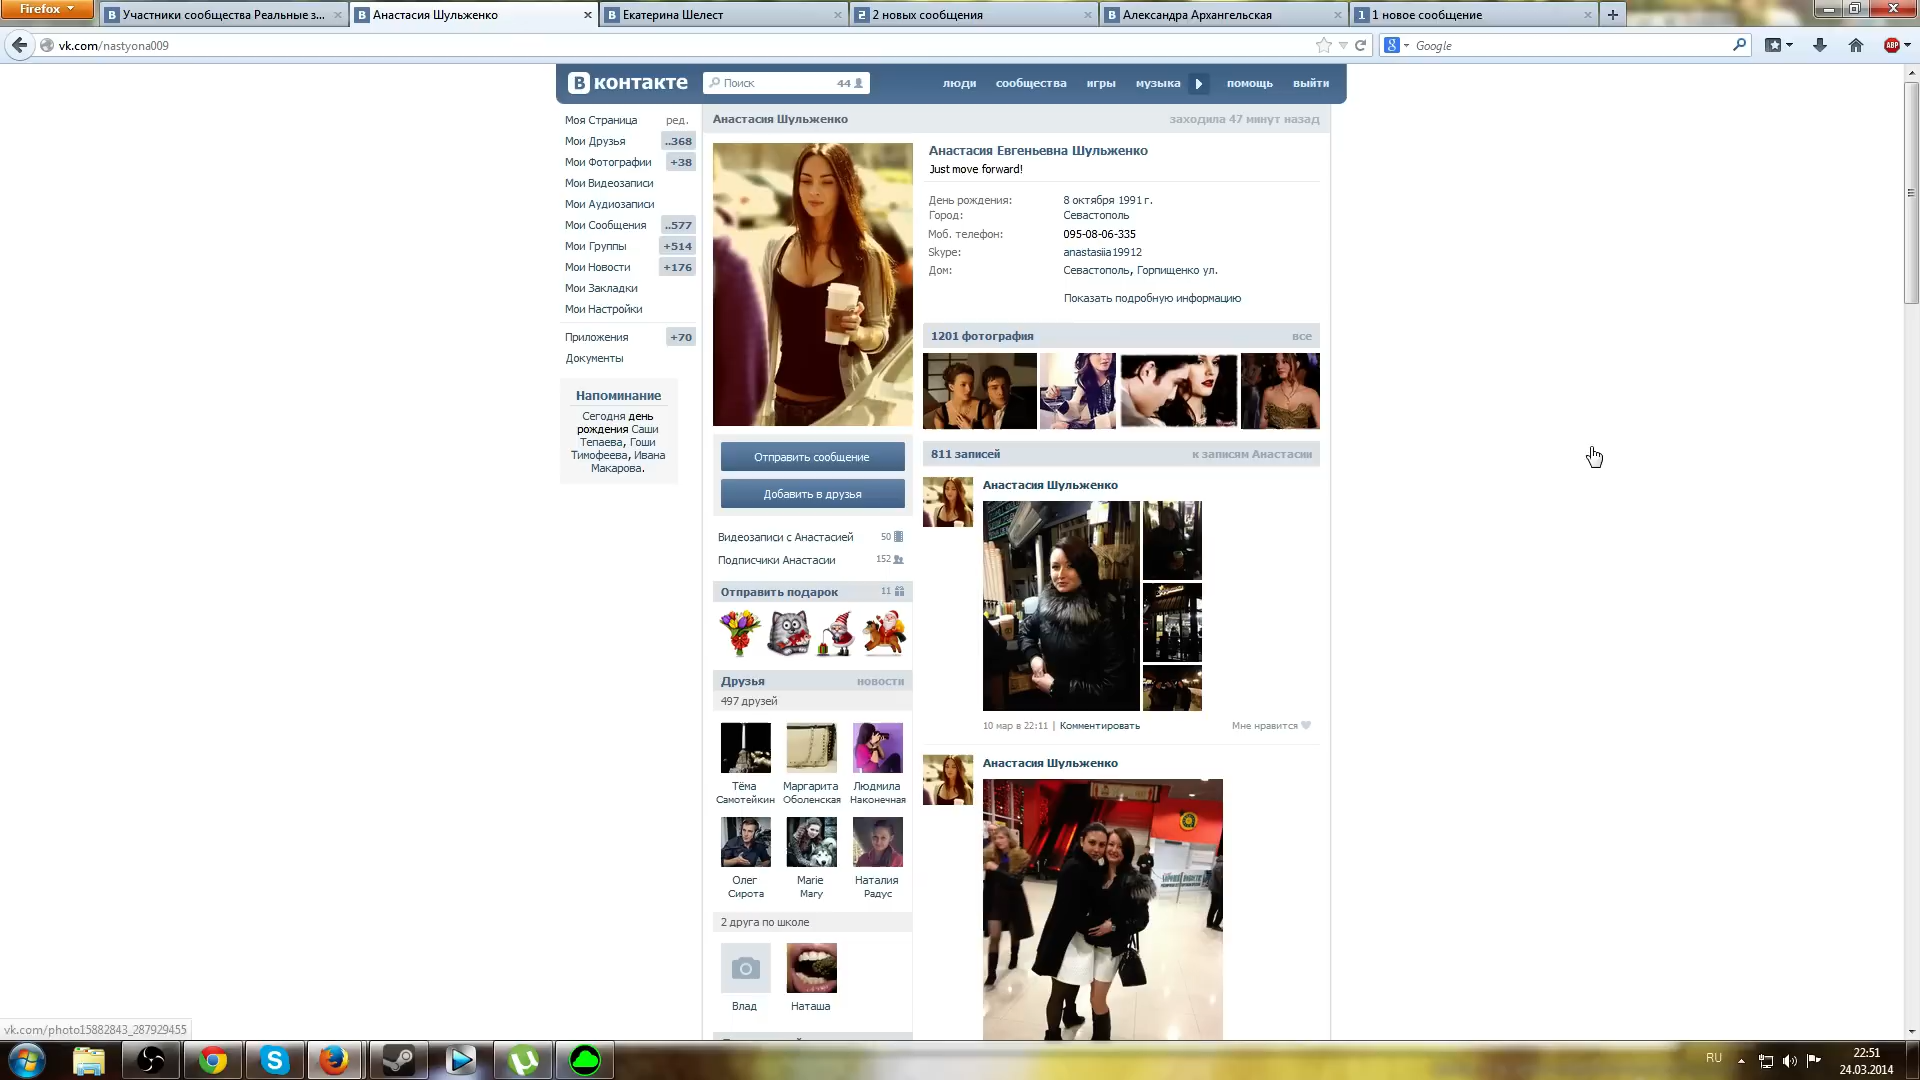 Firefox
Участники сообщества Реальные з...
Анастасия Шульженко
Екатерина Шелест
2 новых сообщения
Александра Архангельская
1 новое сообщение
vk.com/nastyona009
Google
ABP
В контакте
Поиск
44
люди
сообщества
игры
музыка
помощь
выйти
Моя Страница
ред.
Мои Друзья
..368
Мои Фотографии
+38
Мои Видеозаписи
Мои Аудиозаписи
Мои Сообщения
..577
Мои Группы
+514
Мои Новости
+176
Мои Закладки
Мои Настройки
Приложения
+70
Документы
Напоминание
Сегодня день
рождения Саши
Тепаева, Гоши
Тимофеева, Ивана
Макарова.
Анастасия Шульженко
заходила 47 минут назад
Анастасия Евгеньевна Шульженко
Just move forward!
День рождения:
8 октября 1991 г.
Город:
Севастополь
Моб. телефон:
095-08-06-335
Skype:
anastasiia19912
Дом:
Севастополь, Горпищенко ул.
Показать подробную информацию
1201 фотография
все
811 записей
к записям Анастасии
Отправить сообщение
Добавить в друзья
Видеозаписи с Анастасией
50
Подписчики Анастасии
152
Отправить подарок
11
Друзья
новости
497 друзей
Тёма
Самотейкин
Маргарита
Оболенская
Людмила
Наконечная
Олег
Сирота
Marie
Mary
Наталия
Радус
2 друга по школе
Влад
Наташа
Анастасия Шульженко
10 мар в 22:11 | Комментировать
Мне нравится
Анастасия Шульженко
vk.com/photo15882843_287929455
RU
22:51
24.03.2014